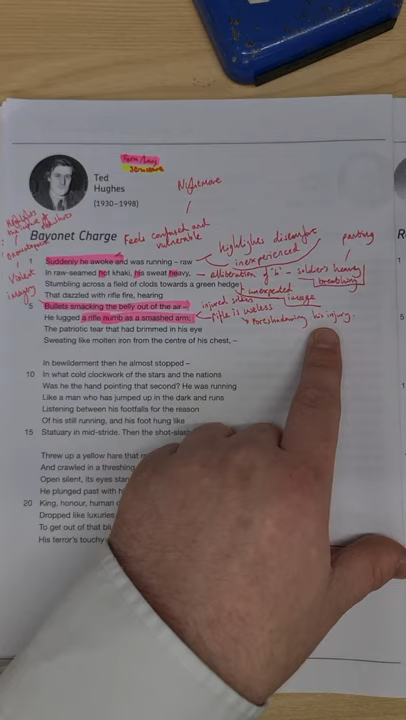 Form/Lang
Structure
Ted
Hughes
(1930–1998)
Nightmare
Bayonet Charge
Feels confused and
vulnerable
highlights discomfort
inexperienced
panting
onomatopoeia
Violent
imagery
1 Suddenly he awoke and was running – raw
In raw-seamed hot khaki, his sweat heavy,
– alliteration of 'h' – soldier's heavy
breathing
Stumbling across a field of clods towards a green hedge
unexpected
image
That dazzled with rifle fire, hearing
5 Bullets smacking the belly out of the air –
injured
He lugged a rifle numb as a smashed arm;
rifle is useless
foreshadowing his injury.
The patriotic tear that had brimmed in his eye
Sweating like molten iron from the centre of his chest, –
In bewilderment then he almost stopped –
10 In what cold clockwork of the stars and the nations
Was he the hand pointing that second? He was running
Like a man who has jumped up in the dark and runs
Listening between his footfalls for the reason
Of his still running, and his foot hung like
15 Statuary in mid-stride. Then the shot-slas
Threw up a yellow hare that
And crawled in a threshing
Open silent, its eyes stan
He plunged past with h
20 King, honour, human
Dropped like luxuries
To get out of that bl
His terror's touchy
R
1
5
10